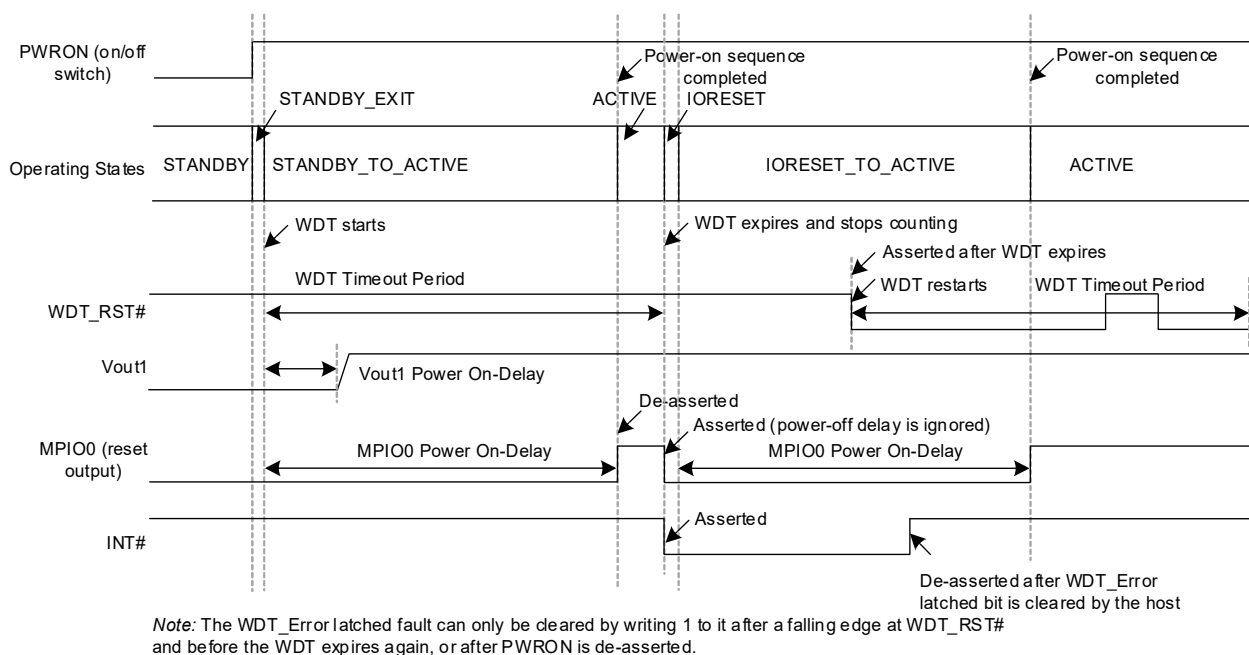 PWRON (on/off
switch)
Power-on sequence
completed
Power-on sequence
completed
STANDBY_EXIT
ACTIVE
IORESET
Operating States
STANDBY
STANDBY_TO_ACTIVE
IORESET_TO_ACTIVE
ACTIVE
WDT starts
WDT expires and stops counting
Asserted after WDT expires
WDT Timeout Period
WDT restarts
WDT Timeout Period
WDT_RST#
Vout1
Vout1 Power On-Delay
De-asserted
MPIO0 (reset
output)
Asserted (power-off delay is ignored)
MPIO0 Power On-Delay
MPIO0 Power On-Delay
Asserted
INT#
De-asserted after WDT_Error
latched bit is cleared by the host
Note: The WDT_Error latched fault can only be cleared by writing 1 to it after a falling edge at WDT_RST#
and before the WDT expires again, or after PWRON is de-asserted.